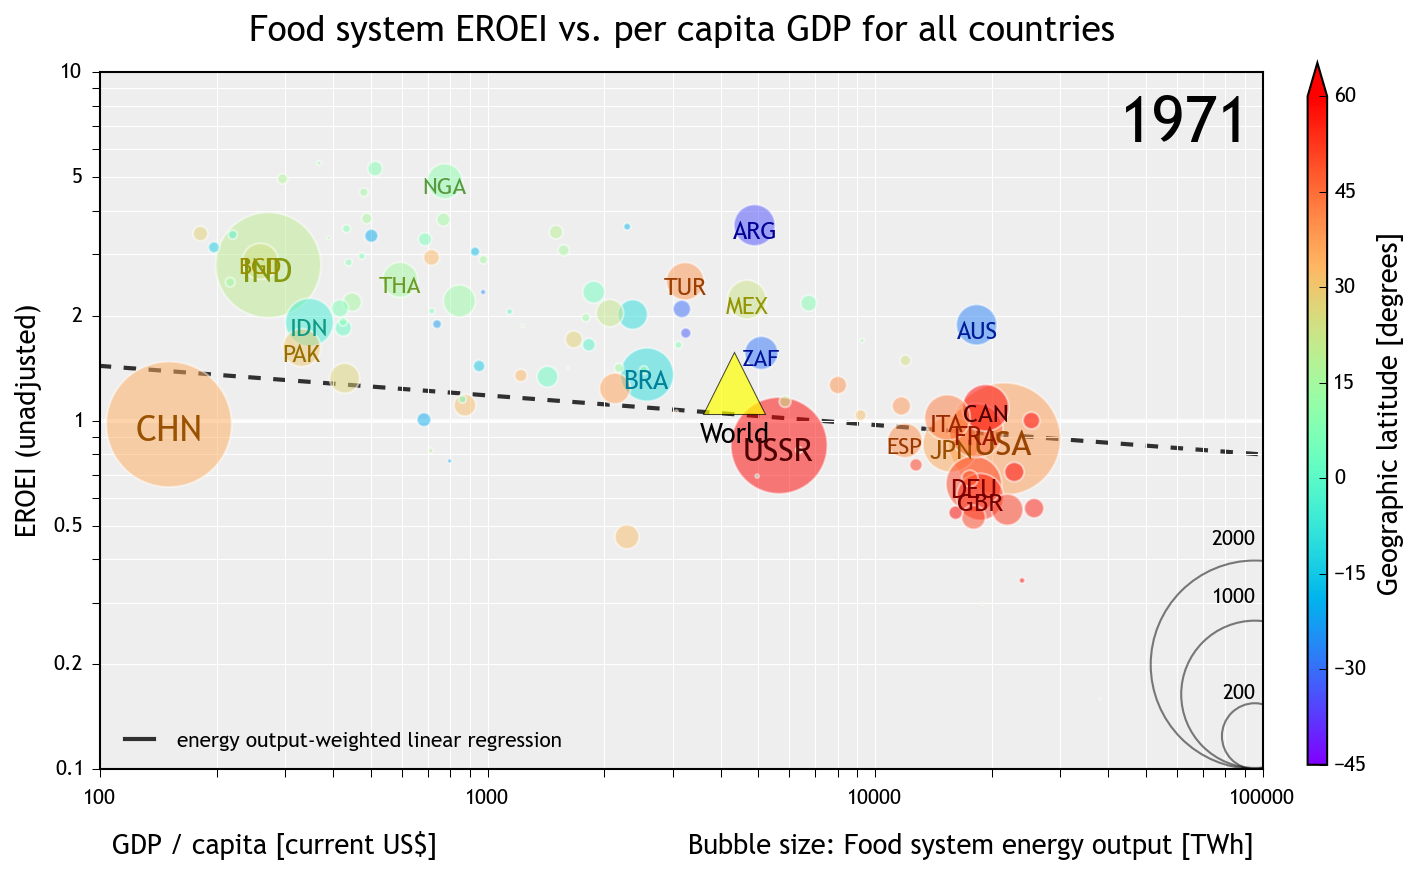 Food system EROEI vs. per capita GDP for all countries
1971
10
5
2
1
0.5
0.2
0.1
EROEI (unadjusted)
NGA
ARG
BGD
IND
THA
TUR
MEX
IDN
AUS
PAK
ZAF
BRA
CHN
World
USSR
CAN
ITA
FRA
USA
ESP
JPN
DEU
GBR
2000
1000
200
energy output-weighted linear regression
100
1000
10000
100000
GDP / capita [current US$]
Bubble size: Food system energy output [TWh]
60
45
30
15
0
−15
−30
−45
Geographic latitude [degrees]